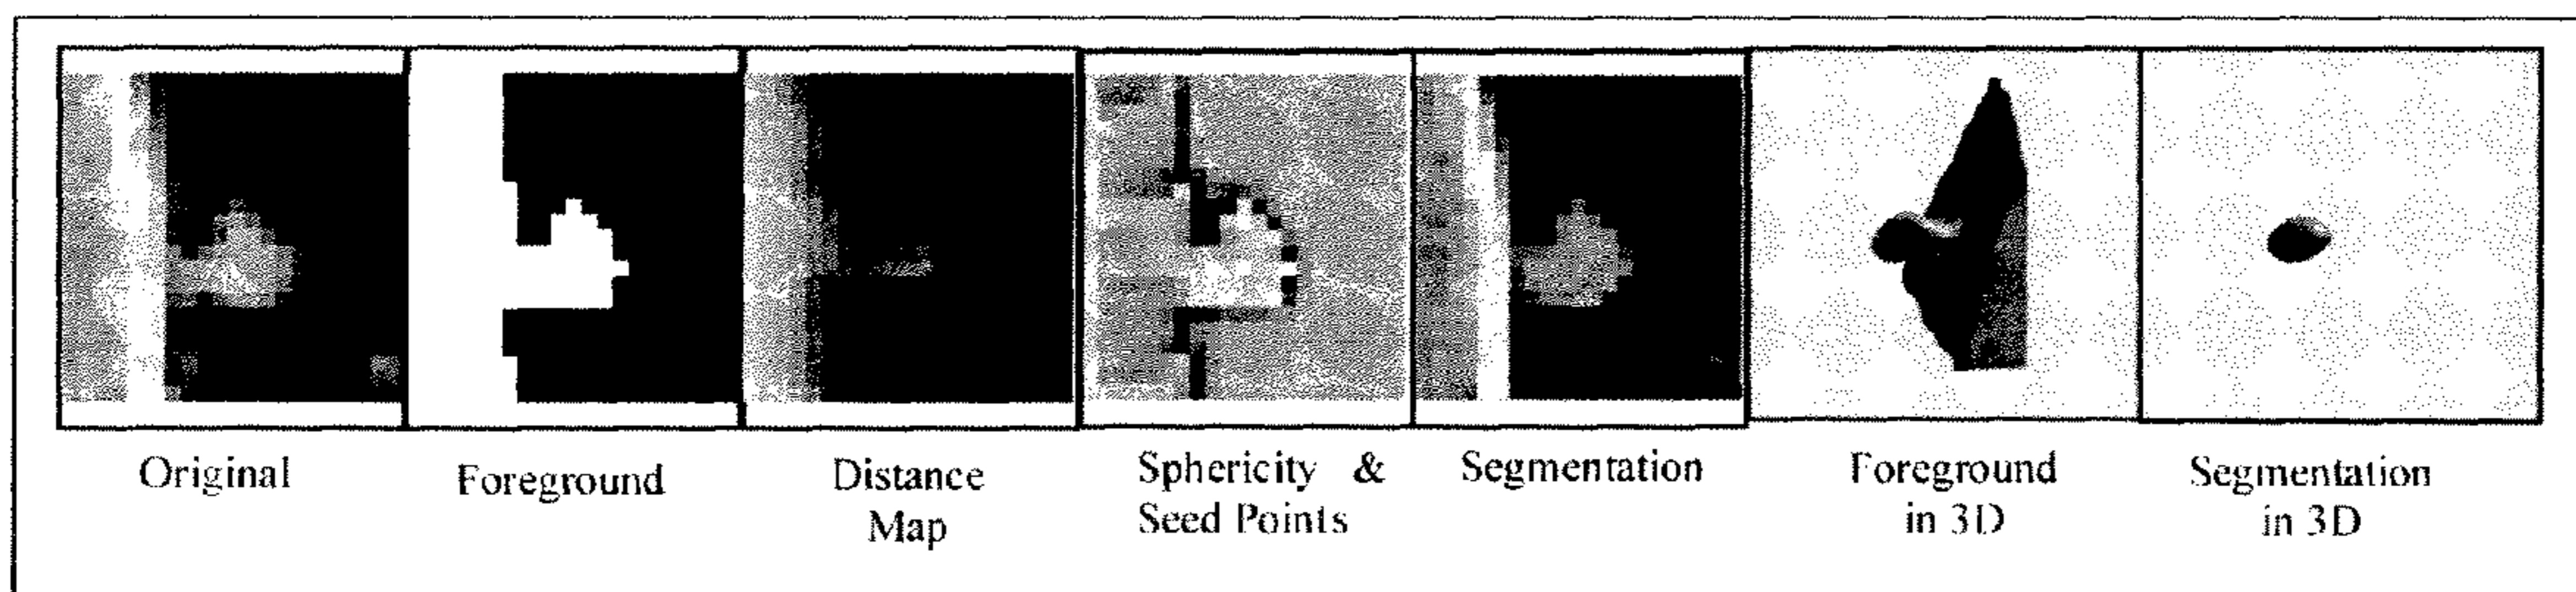 Original
Foreground
Distance
Map
Sphericity &
Seed Points
Segmentation
Foreground
in 3D
Segmentation
in 3D